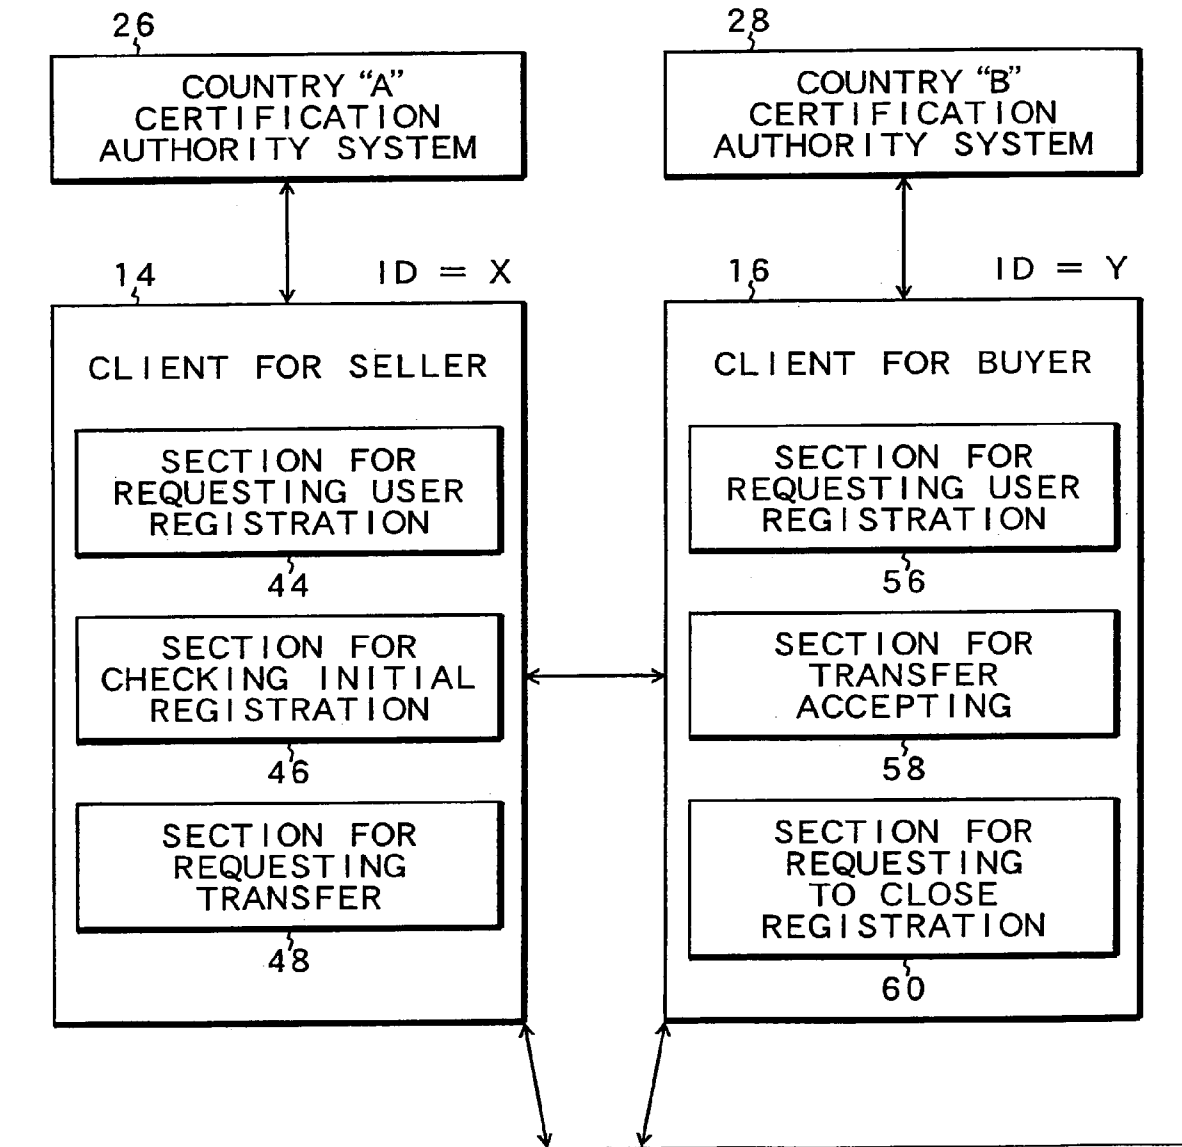 26
COUNTRY "A"
CERTIFICATION
AUTHORITY SYSTEM
28
COUNTRY "B"
CERTIFICATION
AUTHORITY SYSTEM
14
ID = X
CLIENT FOR SELLER
SECTION FOR
REQUESTING USER
REGISTRATION
44
SECTION FOR
CHECKING INITIAL
REGISTRATION
46
SECTION FOR
REQUESTING
TRANSFER
48
16
ID = Y
CLIENT FOR BUYER
SECTION FOR
REQUESTING USER
REGISTRATION
56
SECTION FOR
TRANSFER
ACCEPTING
58
SECTION FOR
REQUESTING
TO CLOSE
REGISTRATION
60